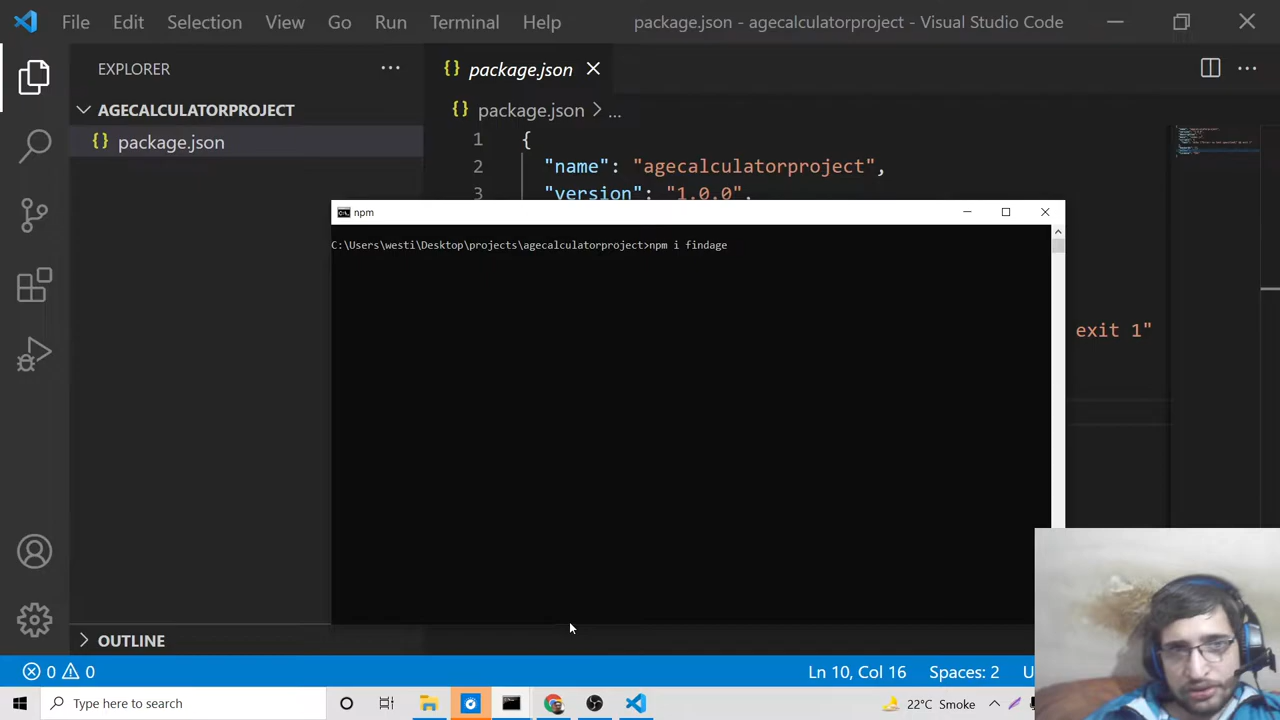 File Edit Selection View Go Run Terminal Help package.json - agecalculatorproject - Visual Studio Code
EXPLORER
package.json
AGECALCULATORPROJECT
package.json > ...
package.json
1 {
2 "name": "agecalculatorproject",
3 "version": "1.0.0",
npm
C:\Users\westi\Desktop\projects\agecalculatorproject>npm i findage
exit 1"
OUTLINE
0 0
Ln 10, Col 16 Spaces: 2 U
Type here to search
22°C Smoke